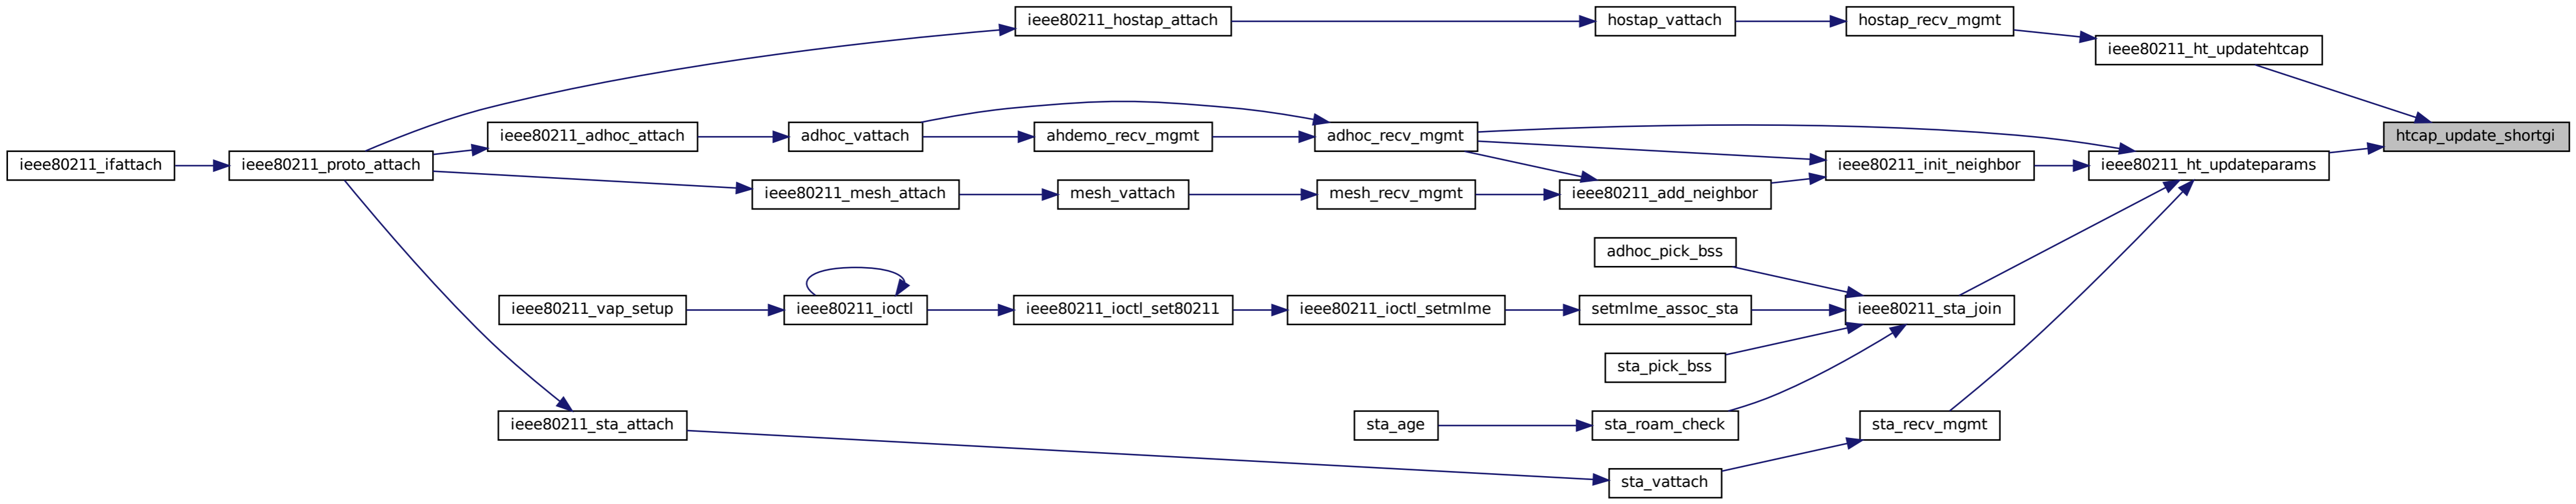 ieee80211_hostap_attach
hostap_vattach
hostap_recv_mgmt
ieee80211_ht_updatehtcap
htcap_update_shortgi
ieee80211_adhoc_attach
adhoc_vattach
ahdemo_recv_mgmt
adhoc_recv_mgmt
ieee80211_ifattach
ieee80211_proto_attach
ieee80211_init_neighbor
ieee80211_ht_updateparams
ieee80211_mesh_attach
mesh_vattach
mesh_recv_mgmt
ieee80211_add_neighbor
adhoc_pick_bss
ieee80211_vap_setup
ieee80211_ioctl
ieee80211_ioctl_set80211
ieee80211_ioctl_setmlme
setmlme_assoc_sta
ieee80211_sta_join
sta_pick_bss
ieee80211_sta_attach
sta_age
sta_roam_check
sta_recv_mgmt
sta_vattach